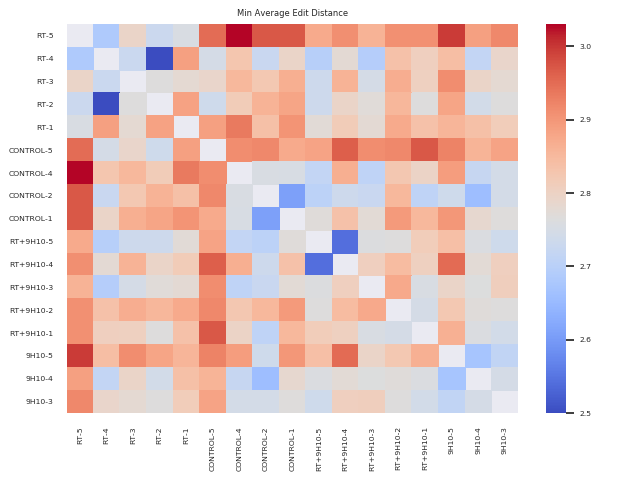 Min Average Edit Distance
RT-5
RT-4
RT-3
RT-2
RT-1
CONTROL-5
CONTROL-4
CONTROL-2
CONTROL-1
RT+9H10-5
RT+9H10-4
RT+9H10-3
RT+9H10-2
RT+9H10-1
9H10-5
9H10-4
9H10-3
RT-5
RT-4
RT-3
RT-2
RT-1
CONTROL-5
CONTROL-4
CONTROL-2
CONTROL-1
RT+9H10-5
RT+9H10-4
RT+9H10-3
RT+9H10-2
RT+9H10-1
9H10-5
9H10-4
9H10-3
3.0
2.9
2.8
2.7
2.6
2.5